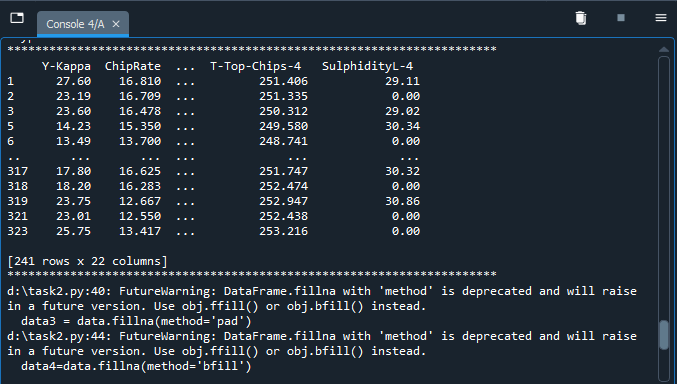 Console 4/A
**********************************************************************
Y-Kappa ChipRate ... T-Top-Chips-4 SulphidityL-4
1 27.60 16.810 ... 251.406 29.11
2 23.19 16.709 ... 251.335 0.00
3 23.60 16.478 ... 250.312 29.02
5 14.23 15.350 ... 249.580 30.34
6 13.49 13.700 ... 248.741 0.00
.. ... ... ... ... ...
317 17.80 16.625 ... 251.747 30.32
318 18.20 16.283 ... 252.474 0.00
319 23.75 12.667 ... 252.947 30.86
321 23.01 12.550 ... 252.438 0.00
323 25.75 13.417 ... 253.216 0.00
[241 rows x 22 columns]
**********************************************************************
d:\task2.py:40: FutureWarning: DataFrame.fillna with 'method' is deprecated and will raise
in a future version. Use obj.ffill() or obj.bfill() instead.
data3 = data.fillna(method='pad')
d:\task2.py:44: FutureWarning: DataFrame.fillna with 'method' is deprecated and will raise
in a future version. Use obj.ffill() or obj.bfill() instead.
data4=data.fillna(method='bfill')